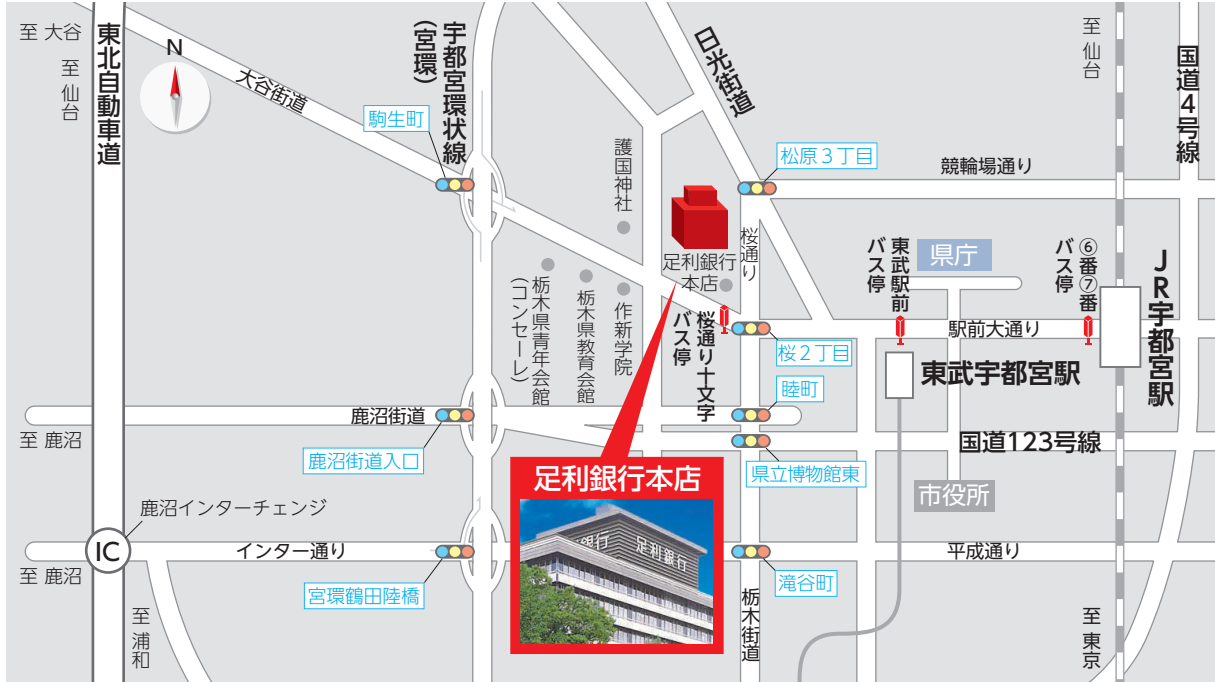 至 大谷
至 仙台
東北自動車道
N
大谷街道
宇都宮環状線
(宮環)
日光街道
至 仙台
国道4号線
駒生町
護国神社
松原3丁目
競輪場通り
桜通り
足利銀行
本店
東武駅前
バス停
県庁
⑥番⑦番
バス停
JR宇都宮駅
栃木県青年会館
(コンセーレ)
栃木県教育会館
作新学院
桜通り十文字
バス停
桜2丁目
駅前大通り
東武宇都宮駅
睦町
鹿沼街道
至 鹿沼
鹿沼街道入口
国道123号線
県立博物館東
足利銀行本店
銀行
足利銀行
市役所
鹿沼インターチェンジ
IC
インター通り
至 鹿沼
宮環鶴田陸橋
平成通り
滝谷町
至 浦和
栃木街道
至 東京